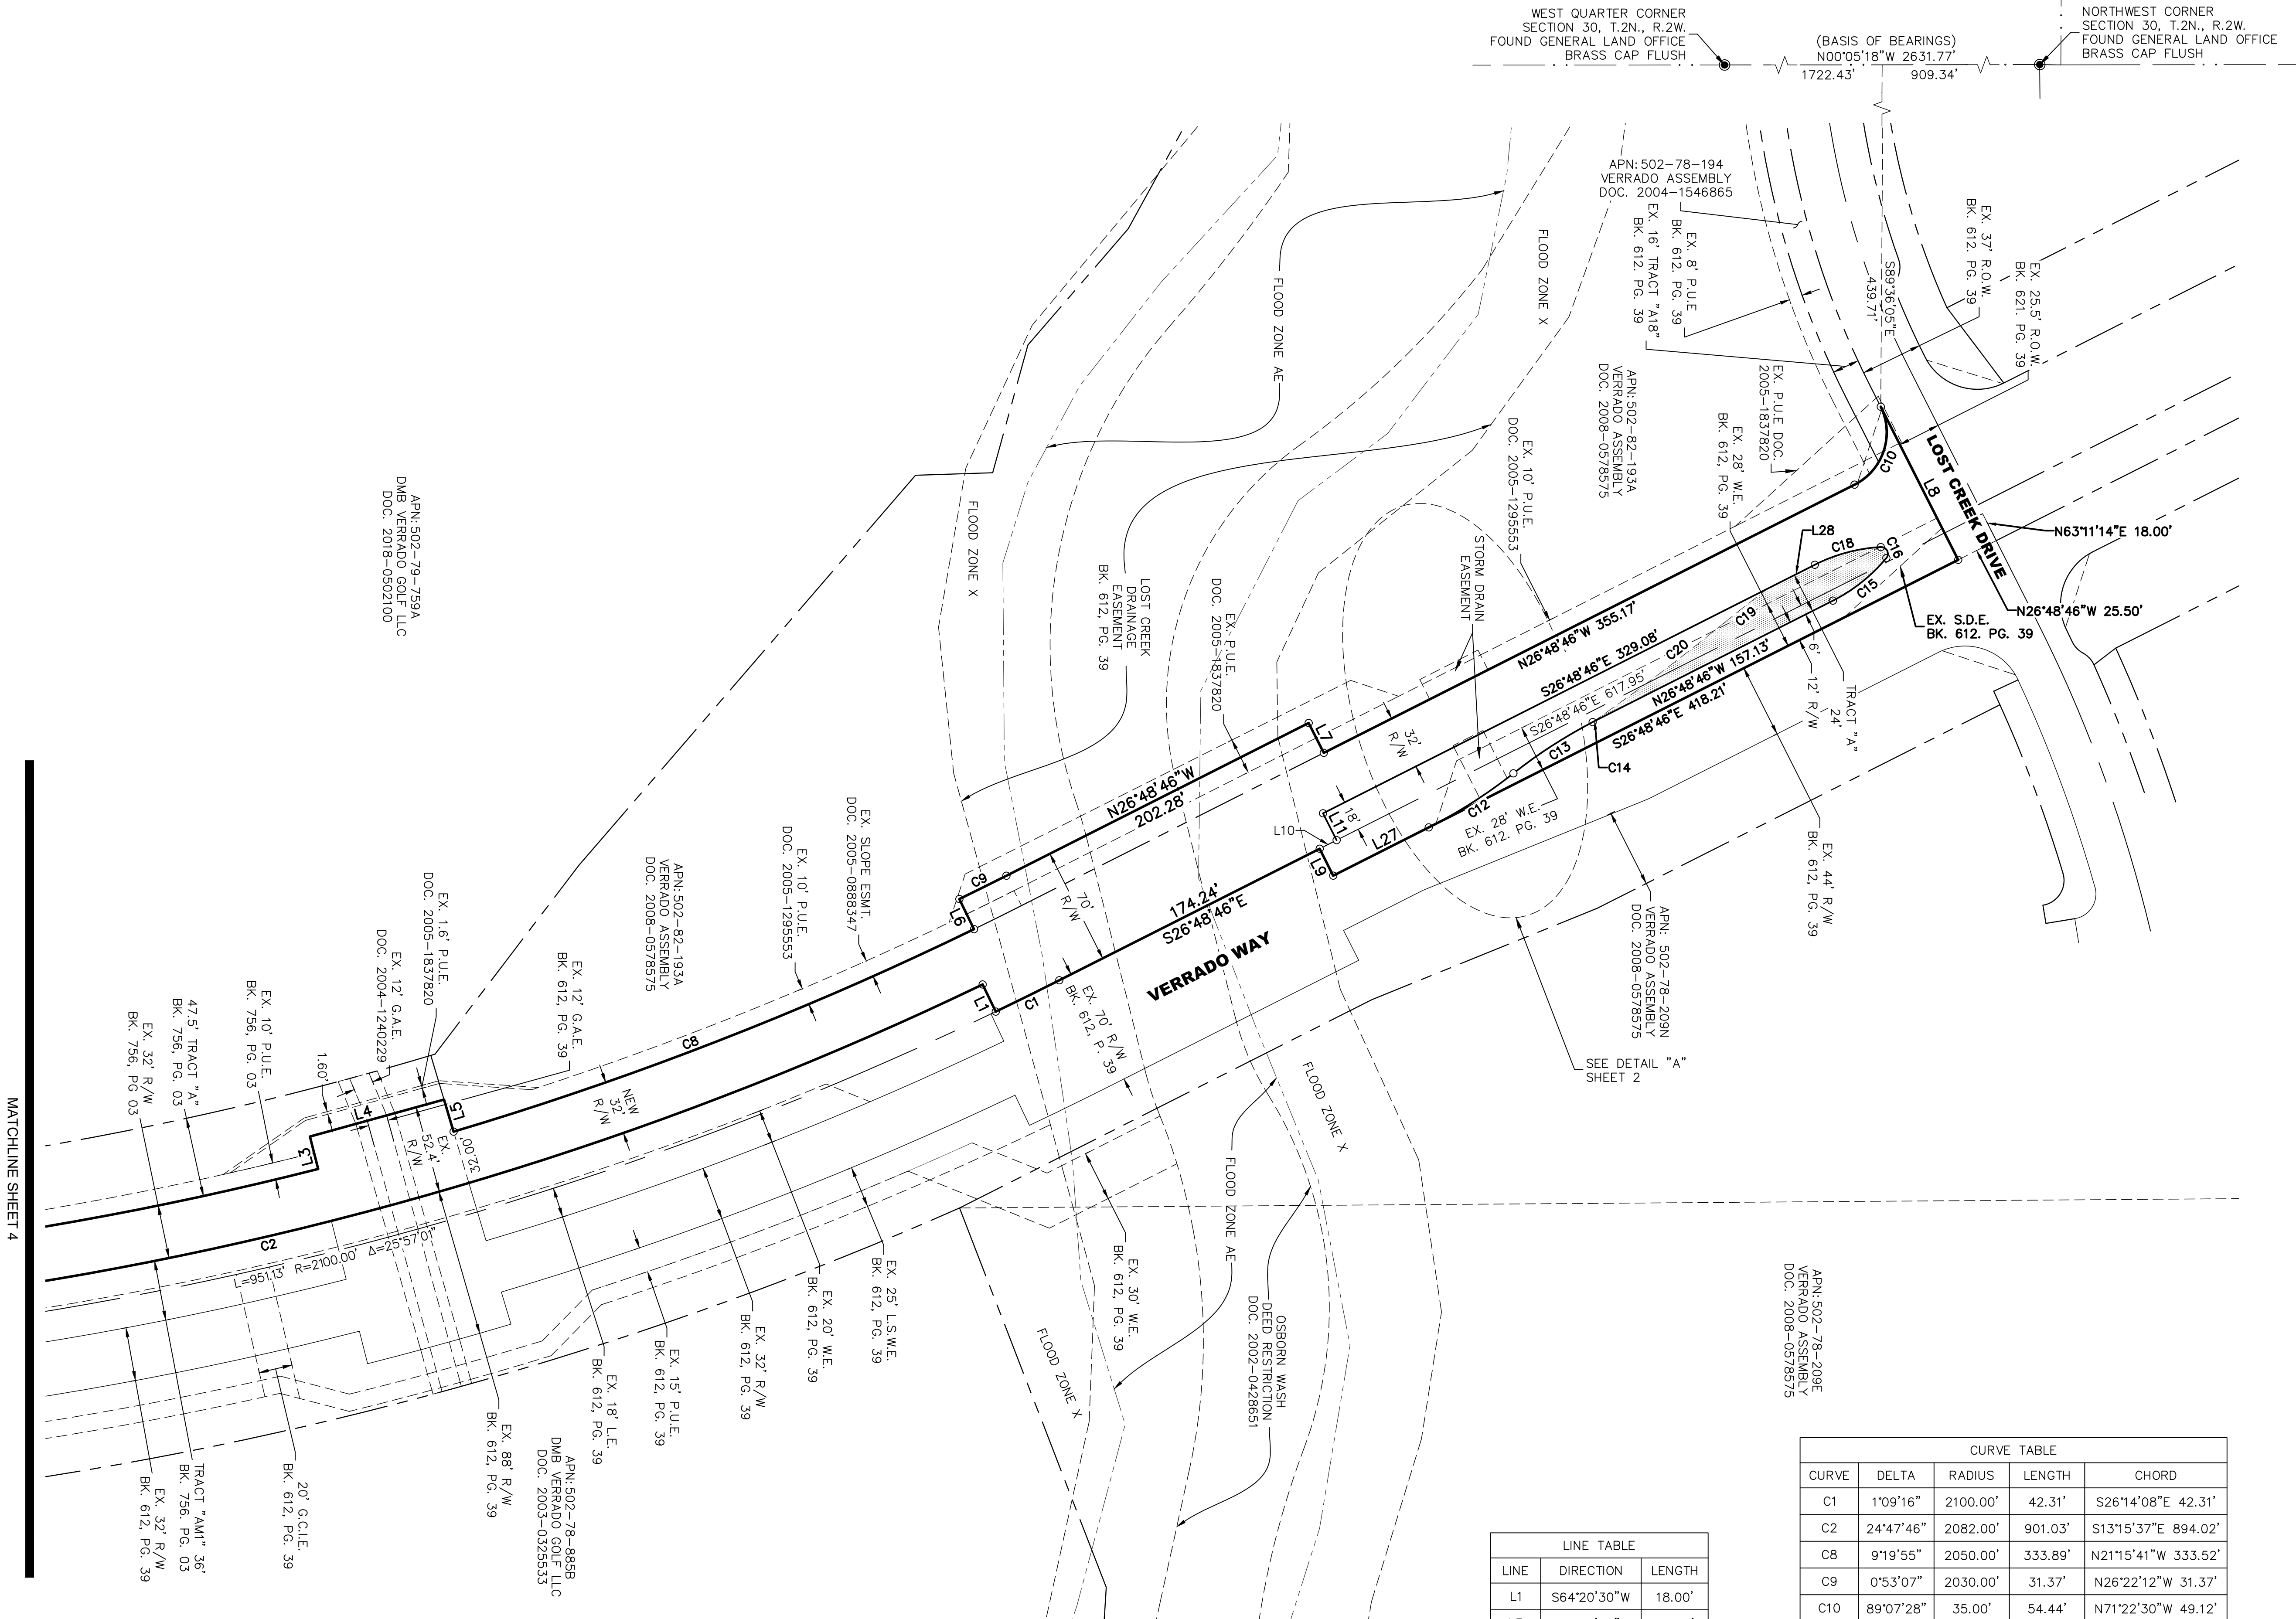 WEST QUARTER CORNER
SECTION 30, T.2N., R.2W.
FOUND GENERAL LAND OFFICE
BRASS CAP FLUSH
(BASIS OF BEARINGS)
N00°05'18"W 2631.77'
1722.43'
909.34'
NORTHWEST CORNER
SECTION 30, T.2N., R.2W.
FOUND GENERAL LAND OFFICE
BRASS CAP FLUSH
APN: 502-78-194
VERRADO ASSEMBLY
DOC. 2004-1546865
EX. 8' P.U.E
BK. 612. PG. 39
EX. 16' TRACT "A18"
BK. 612. PG. 39
S89°36'05"E
439.71'
EX. 37' R.O.W.
BK. 612. PG. 39
EX. 25.5' R.O.W.
BK. 621. PG. 39
FLOOD ZONE X
FLOOD ZONE AE
APN: 502-82-193A
VERRADO ASSEMBLY
DOC. 2008-0578575
EX. P.U.E DOC.
2005-1837820
EX. 28' W.E.
BK. 612, PG. 39
EX. 10' P.U.E.
DOC. 2005-1295553
C10
L8
LOST CREEK DRIVE
N63°11'14"E 18.00'
N26°48'46"W 25.50'
EX. S.D.E.
BK. 612. PG. 39
L28
C18
C16
C15
C19
C20
6'
12' R/W
TRACT "A"
24'
N26°48'46"W 355.17'
S26°48'46"E 329.08'
S26°48'46"E 617.95'
N26°48'46"W 157.13'
S26°48'46"E 418.21'
STORM DRAIN
EASEMENT
C13
C14
C12
EX. 28' W.E.
BK. 612. PG. 39
32'
R/W
L7
18'
L11
L10
L27
L9
EX. 44' R/W
BK. 612, PG. 39
APN: 502-78-209N
VERRADO ASSEMBLY
DOC. 2008-0578575
SEE DETAIL "A"
SHEET 2
APN: 502-79-759A
DMB VERRADO GOLF LLC
DOC. 2018-0502100
FLOOD ZONE X
LOST CREEK
DRAINAGE
EASEMENT
BK. 612, PG. 39
EX. P.U.E.
DOC. 2005-1837820
N26°48'46"W
202.28'
C9
L6
70'
R/W
174.24'
S26°48'46"E
VERRADO WAY
L1
C1
EX. 70' R/W
BK. 612, P. 39
EX. SLOPE ESMT.
DOC. 2005-0888347
EX. 10' P.U.E.
DOC. 2005-1295553
APN: 502-82-193A
VERRADO ASSEMBLY
DOC. 2008-0578575
EX. 12' G.A.E.
BK. 612, PG. 39
EX. 1.6' P.U.E.
DOC. 2005-1837820
EX. 12' G.A.E.
DOC. 2004-1240229
1.60'
EX. 10' P.U.E.
BK. 756, PG. 03
47.5' TRACT "A"
BK. 756, PG. 03
EX. 32' R/W
BK. 756, PG 03
C8
NEW
32'
R/W
L5
L4
L3
32.00'
EX.
52.4'
R/W
C2
L=951.13' R=2100.00' Δ=25°57'01"
FLOOD ZONE X
FLOOD ZONE AE
FLOOD ZONE X
OSBORN WASH
DEED RESTRICTION
DOC. 2002-0428651
EX. 30' W.E.
BK. 612, PG. 39
EX. 25' L.S.W.E.
BK. 612, PG. 39
EX. 20' W.E.
BK. 612, PG. 39
EX. 32' R/W
BK. 612, PG. 39
EX. 15' P.U.E.
BK. 612, PG. 39
EX. 18' L.E.
BK. 612, PG. 39
APN: 502-78-885B
DMB VERRADO GOLF LLC
DOC. 2003-0325533
EX. 88' R/W
BK. 612, PG. 39
20' G.C.I.E.
BK. 612, PG. 39
TRACT "AM1" 36'
BK. 756. PG. 03
EX. 32' R/W
BK. 612, PG. 39
MATCHLINE SHEET 4
APN: 502-78-209E
VERRADO ASSEMBLY
DOC. 2008-0578575
LINE TABLE
LINE DIRECTION LENGTH
L1 S64°20'30"W 18.00'
CURVE TABLE
CURVE DELTA RADIUS LENGTH CHORD
C1 1°09'16" 2100.00' 42.31' S26°14'08"E 42.31'
C2 24°47'46" 2082.00' 901.03' S13°15'37"E 894.02'
C8 9°19'55" 2050.00' 333.89' N21°15'41"W 333.52'
C9 0°53'07" 2030.00' 31.37' N26°22'12"W 31.37'
C10 89°07'28" 35.00' 54.44' N71°22'30"W 49.12'